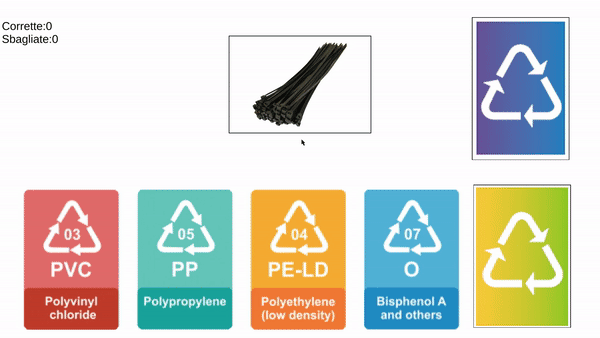 Corrette:0
Sbagliate:0
03
PVC
Polyvinyl
chloride
05
PP
Polypropylene
04
PE-LD
Polyethylene
(low density)
07
O
Bisphenol A
and others